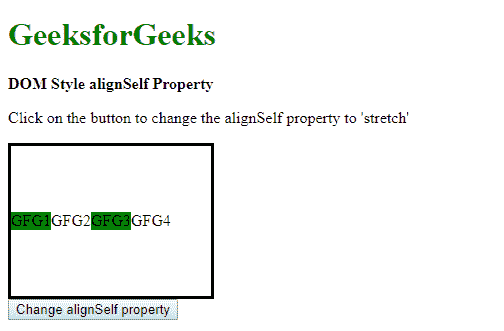 GeeksforGeeks
DOM Style alignSelf Property
Click on the button to change the alignSelf property to 'stretch'
GFG1GFG2GFG3GFG4
Change alignSelf property